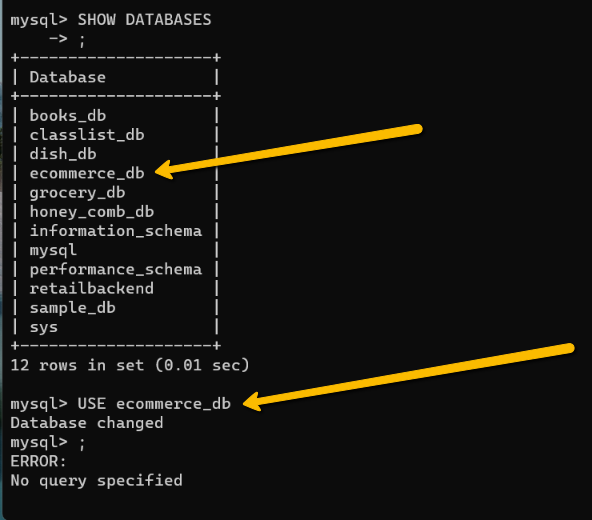 mysql> SHOW DATABASES
    -> ;
+--------------------+
| Database           |
+--------------------+
| books_db           |
| classlist_db       |
| dish_db            |
| ecommerce_db       |
| grocery_db         |
| honey_comb_db      |
| information_schema |
| mysql              |
| performance_schema |
| retailbackend      |
| sample_db          |
| sys                |
+--------------------+
12 rows in set (0.01 sec)
mysql> USE ecommerce_db
Database changed
mysql> ;
ERROR:
No query specified